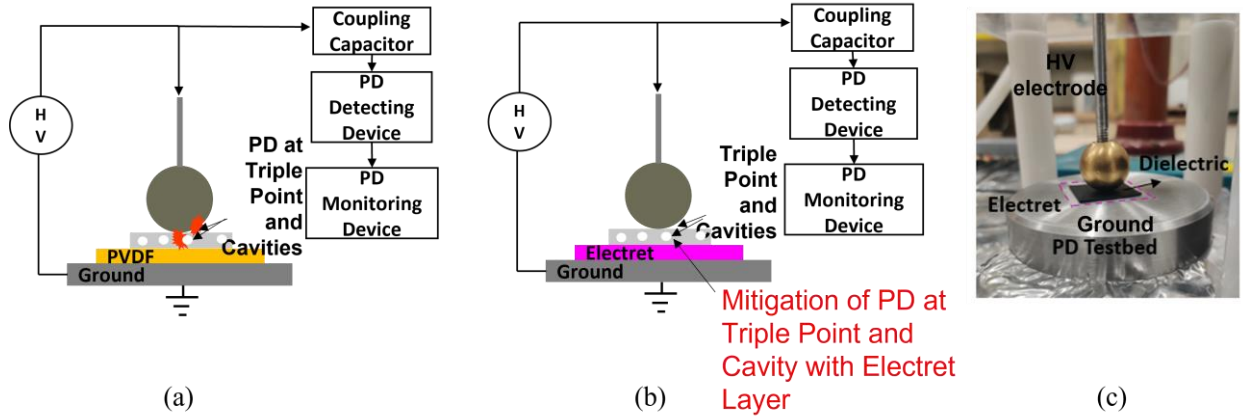 H
V
Coupling
Capacitor
PD
Detecting
Device
PD
Monitoring
Device
PD at
Triple
Point
and
Cavities
PVDF
Ground
(a)
H
V
Coupling
Capacitor
PD
Detecting
Device
PD
Monitoring
Device
Triple
Point
and
Cavities
Electret
Ground
Mitigation of PD at
Triple Point and
Cavity with Electret
Layer
(b)
HV
electrode
Dielectric
Electret
Ground
PD Testbed
(c)